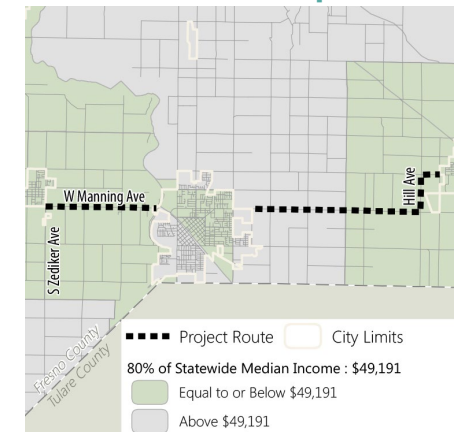 W Manning Ave
Hill Ave
S Zediker Ave
Fresno County
Tulare County
Project Route
City Limits
80% of Statewide Median Income : $49,191
Equal to or Below $49,191
Above $49,191